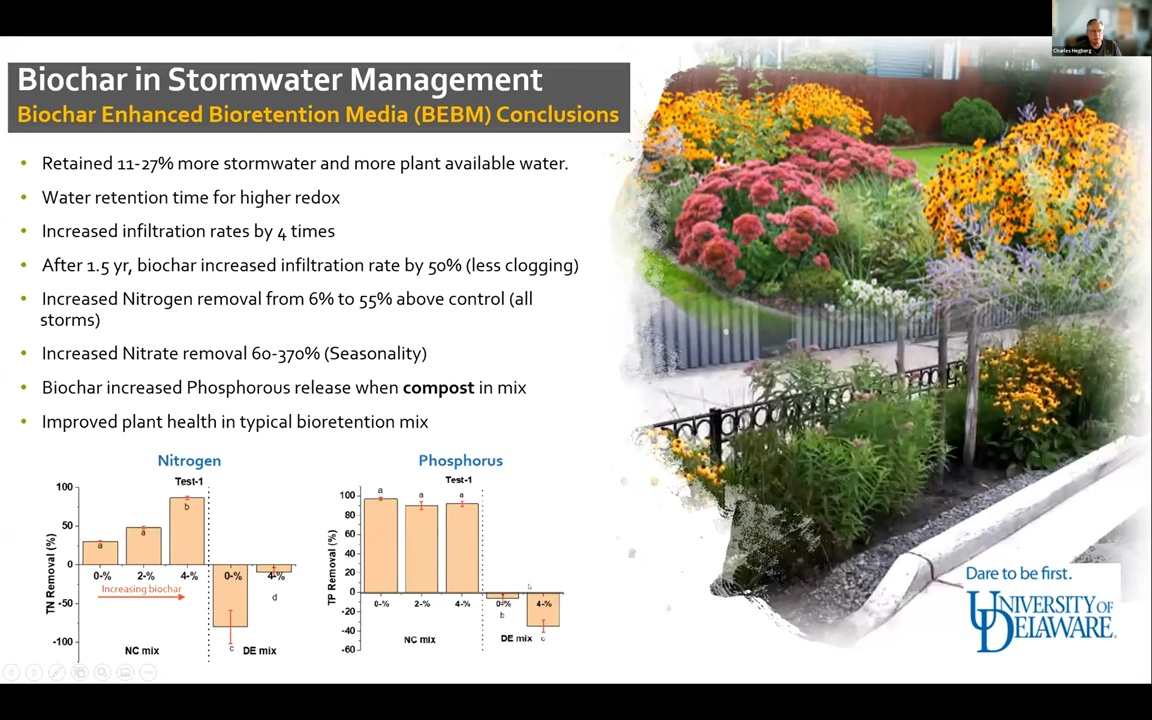 Charles Hegberg
Biochar in Stormwater Management
Biochar Enhanced Bioretention Media (BEBM) Conclusions
• Retained 11-27% more stormwater and more plant available water.
• Water retention time for higher redox
• Increased infiltration rates by 4 times
• After 1.5 yr, biochar increased infiltration rate by 50% (less clogging)
• Increased Nitrogen removal from 6% to 55% above control (all
storms)
• Increased Nitrate removal 60-370% (Seasonality)
• Biochar increased Phosphorous release when compost in mix
• Improved plant health in typical bioretention mix
Nitrogen
Test-1
TN Removal (%)
100
50
0
-50
-100
a
a
b
c
d
0-%
2-%
4-%
0-%
4-%
Increasing biochar
NC mix
DE mix
Phosphorus
Test-1
TP Removal (%)
100
80
60
40
20
0
-20
-40
-60
a
a
a
b
c
0-%
2-%
4-%
0-%
4-%
NC mix
DE mix
Dare to be first.
UNIVERSITY OF
DELAWARE.